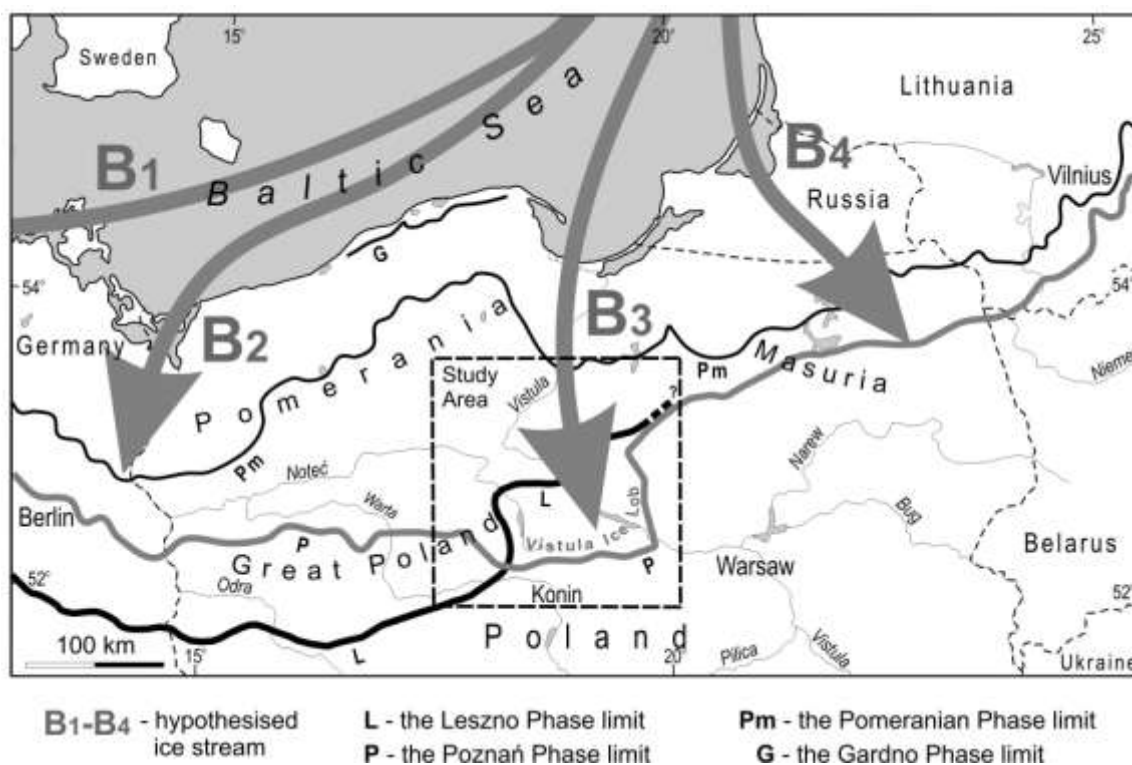 15
20
25
Sweden
Lithuania
Baltic Sea
B1
B4
Russia
Vilnius
G
54°
54°
B2
B3
Germany
Pomerania
Masuria
Study
Area
Vistula
Pm
?
Niemen
Pm
Noteć
Narew
Warta
L
Berlin
Vistula Ice Lob
Bug
P
Great Poland
P
Warsaw
Belarus
52°
Odra
Konin
52°
100 km
L
Poland
15
20
Pilica
Vistula
Ukraine
B1-B4 - hypothesised
ice stream
L - the Leszno Phase limit
P - the Poznań Phase limit
Pm - the Pomeranian Phase limit
G - the Gardno Phase limit